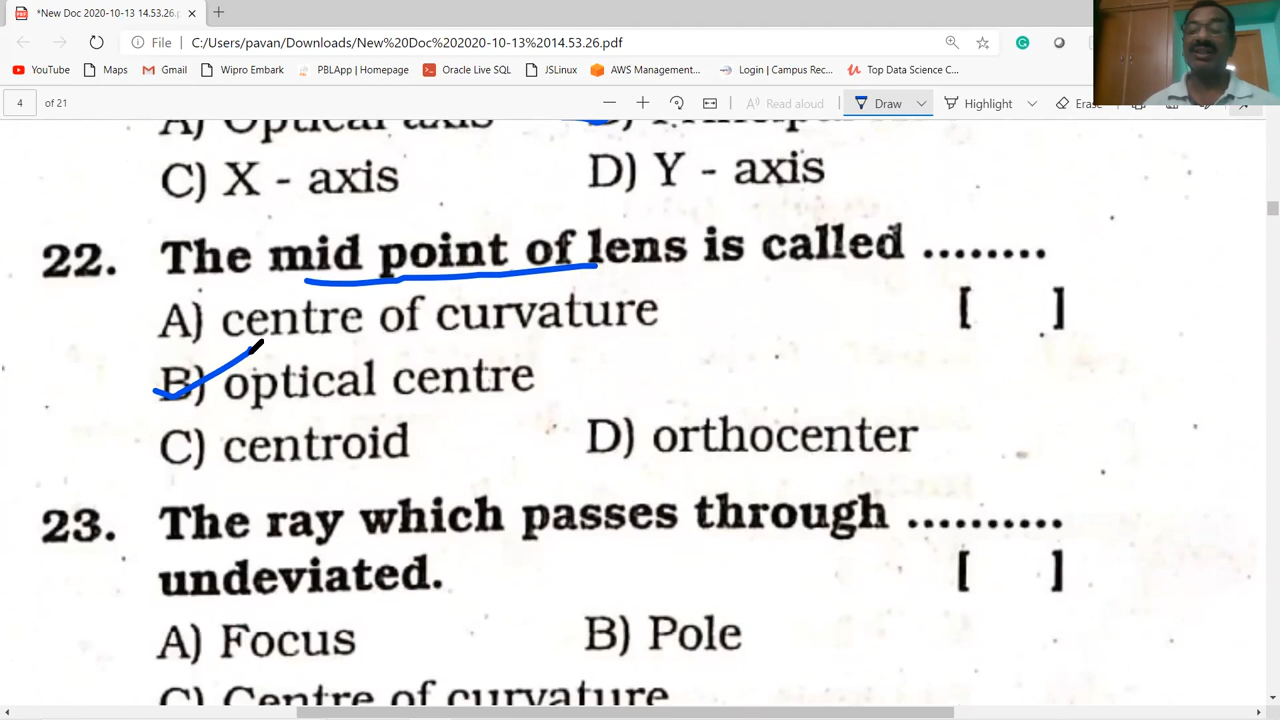 *New Doc 2020-10-13 14.53.26.p
File C:/Users/pavan/Downloads/New%20Doc%202020-10-13%2014.53.26.pdf
YouTube Maps Gmail Wipro Embark PBLApp | Homepage Oracle Live SQL JSLinux AWS Management... Login | Campus Rec... Top Data Science C...
4 of 21 Read aloud Draw Highlight Erase
A) Optical axis
C) X - axis D) Y - axis
22. The mid point of lens is called ........
A) centre of curvature [ ]
B) optical centre
C) centroid D) orthocenter
23. The ray which passes through ..........
undeviated. [ ]
A) Focus B) Pole
C) Centre of curvature